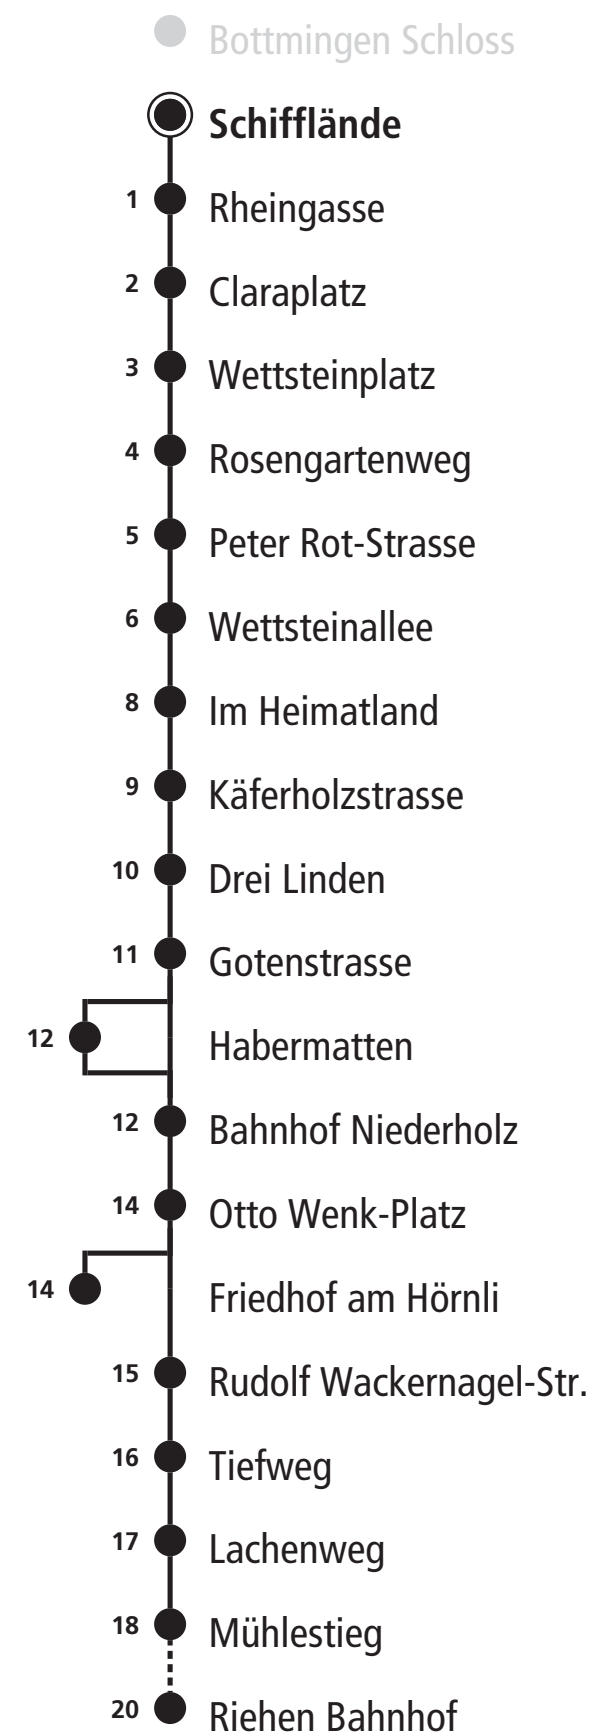 Bottmingen Schloss
Schifflände
1 Rheingasse
2 Claraplatz
3 Wettsteinplatz
4 Rosengartenweg
5 Peter Rot-Strasse
6 Wettsteinallee
8 Im Heimatland
9 Käferholzstrasse
10 Drei Linden
11 Gotenstrasse
12 Habermatten
12 Bahnhof Niederholz
14 Otto Wenk-Platz
14 Friedhof am Hörnli
15 Rudolf Wackernagel-Str.
16 Tiefweg
17 Lachenweg
18 Mühlestieg
20 Riehen Bahnhof